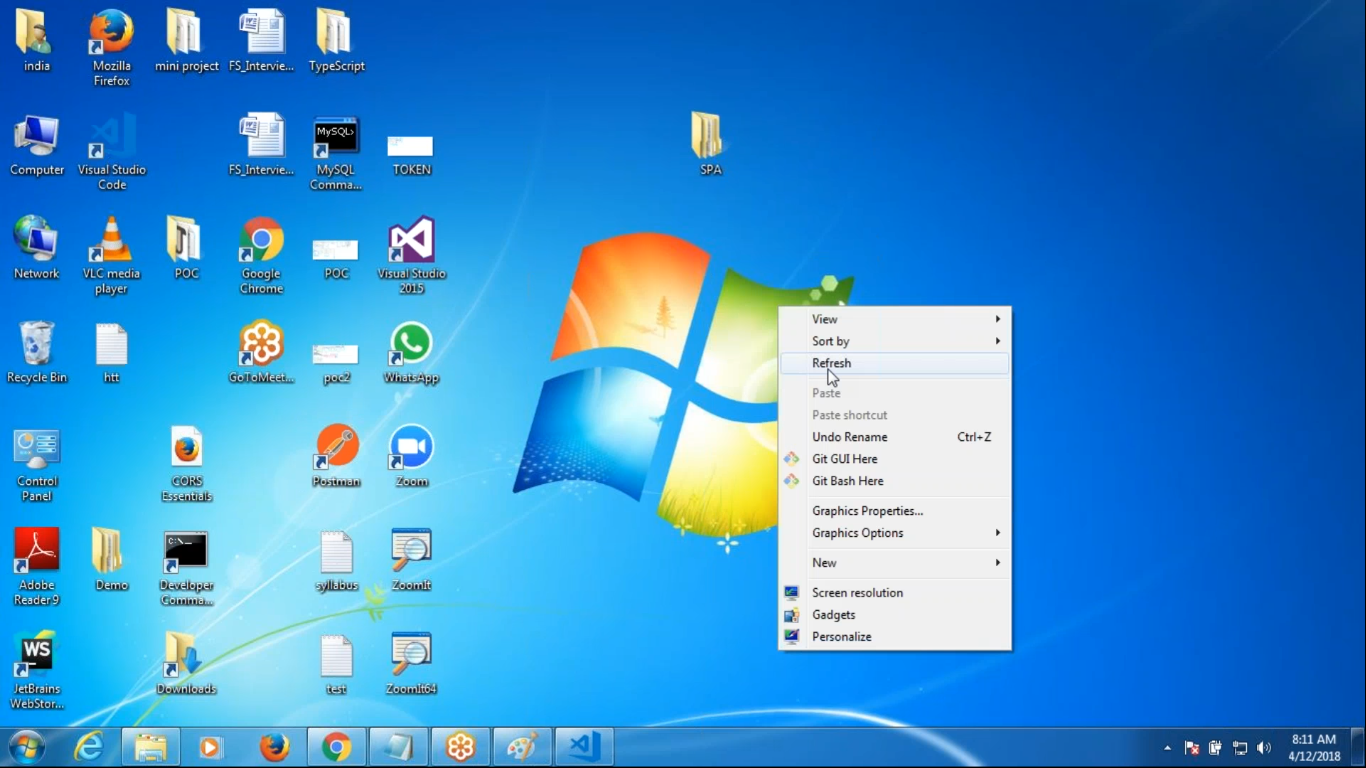 india
Mozilla
Firefox
mini project
FS_Intervie...
TypeScript
Computer
Visual Studio
Code
FS_Intervie...
MySQL>
MySQL
Comma...
TOKEN
SPA
Network
VLC media
player
POC
Google
Chrome
POC
Visual Studio
2015
Recycle Bin
htt
GoToMeet...
poc2
WhatsApp
Control
Panel
CORS
Essentials
Postman
Zoom
Adobe
Reader 9
Demo
C:\_
Developer
Comma...
syllabus
ZoomIt
WS
JetBrains
WebStor...
Downloads
test
ZoomIt64
View
Sort by
Refresh
Paste
Paste shortcut
Undo Rename Ctrl+Z
Git GUI Here
Git Bash Here
Graphics Properties...
Graphics Options
New
Screen resolution
Gadgets
Personalize
8:11 AM
4/12/2018